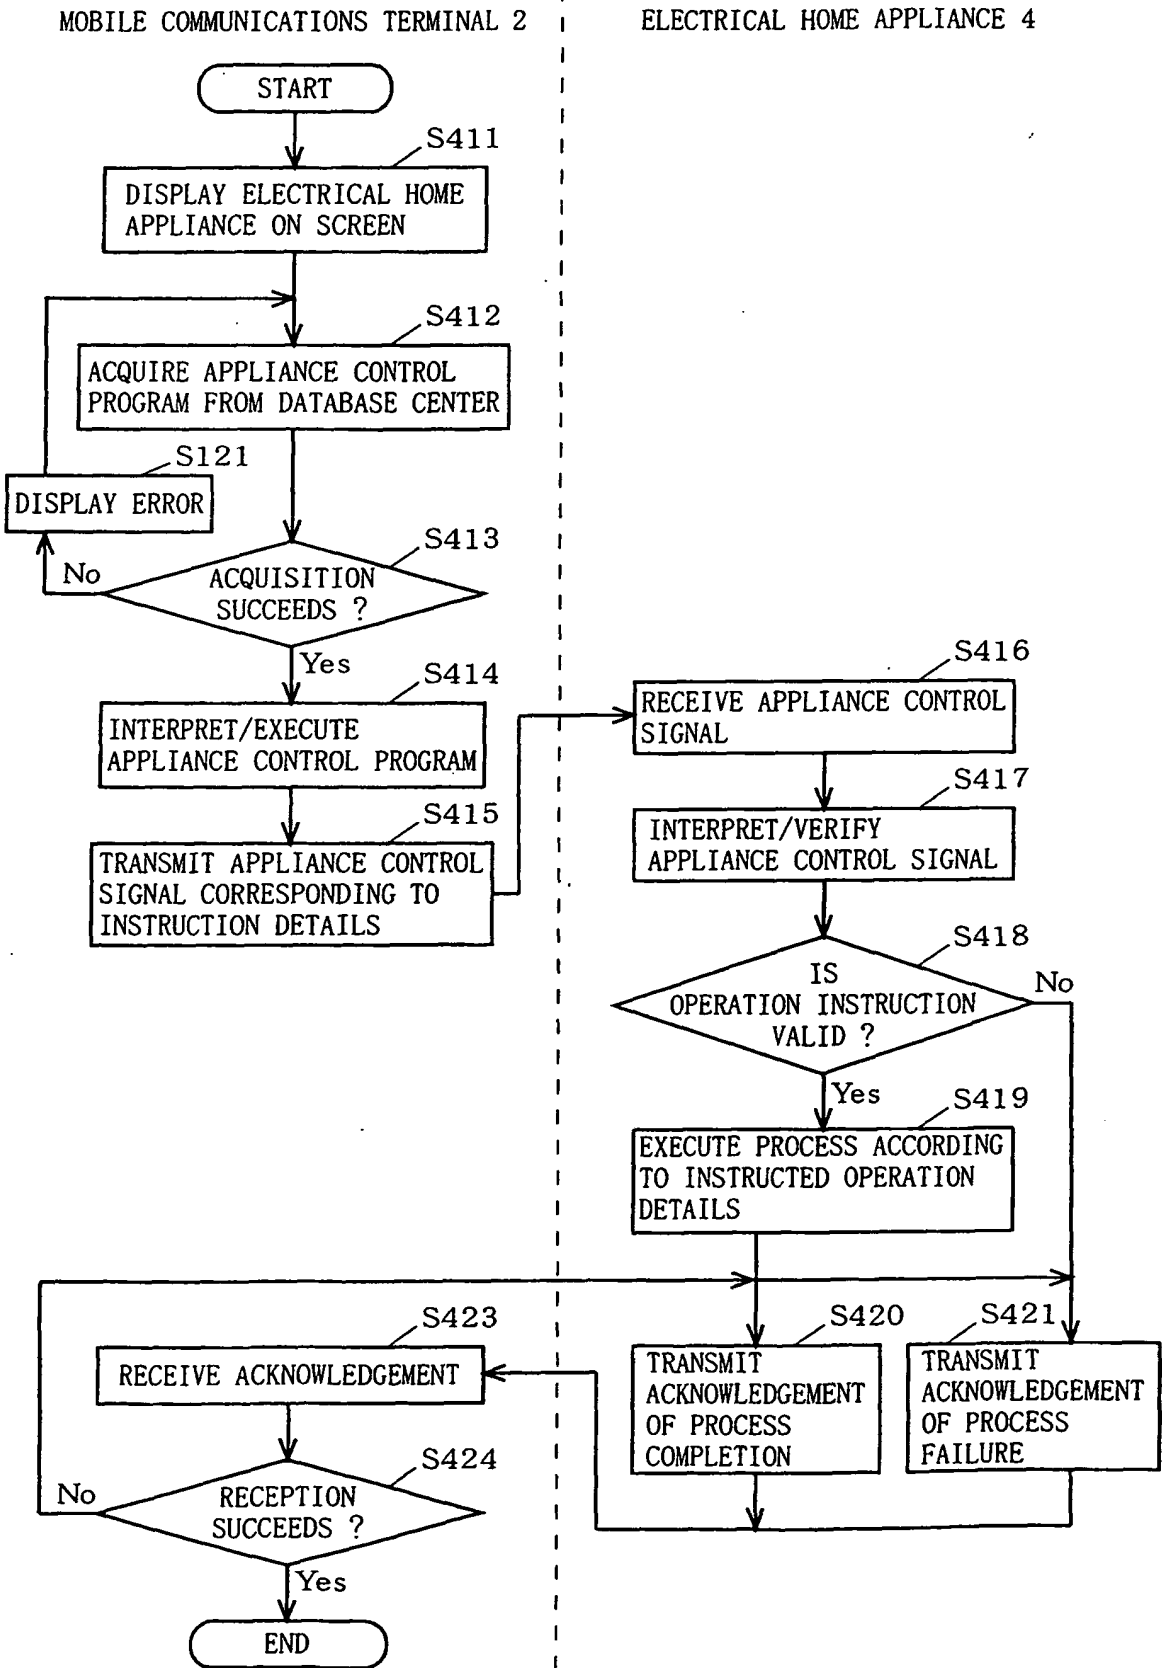 MOBILE COMMUNICATIONS TERMINAL 2
ELECTRICAL HOME APPLIANCE 4
START
S411
DISPLAY ELECTRICAL HOME
APPLIANCE ON SCREEN
S412
ACQUIRE APPLIANCE CONTROL
PROGRAM FROM DATABASE CENTER
S121
DISPLAY ERROR
S413
No
ACQUISITION
SUCCEEDS ?
Yes
S414
INTERPRET/EXECUTE
APPLIANCE CONTROL PROGRAM
S415
TRANSMIT APPLIANCE CONTROL
SIGNAL CORRESPONDING TO
INSTRUCTION DETAILS
S416
RECEIVE APPLIANCE CONTROL
SIGNAL
S417
INTERPRET/VERIFY
APPLIANCE CONTROL SIGNAL
S418
IS
OPERATION INSTRUCTION
VALID ?
No
Yes
S419
EXECUTE PROCESS ACCORDING
TO INSTRUCTED OPERATION
DETAILS
S420
TRANSMIT
ACKNOWLEDGEMENT
OF PROCESS
COMPLETION
S421
TRANSMIT
ACKNOWLEDGEMENT
OF PROCESS
FAILURE
S423
RECEIVE ACKNOWLEDGEMENT
S424
No
RECEPTION
SUCCEEDS ?
Yes
END